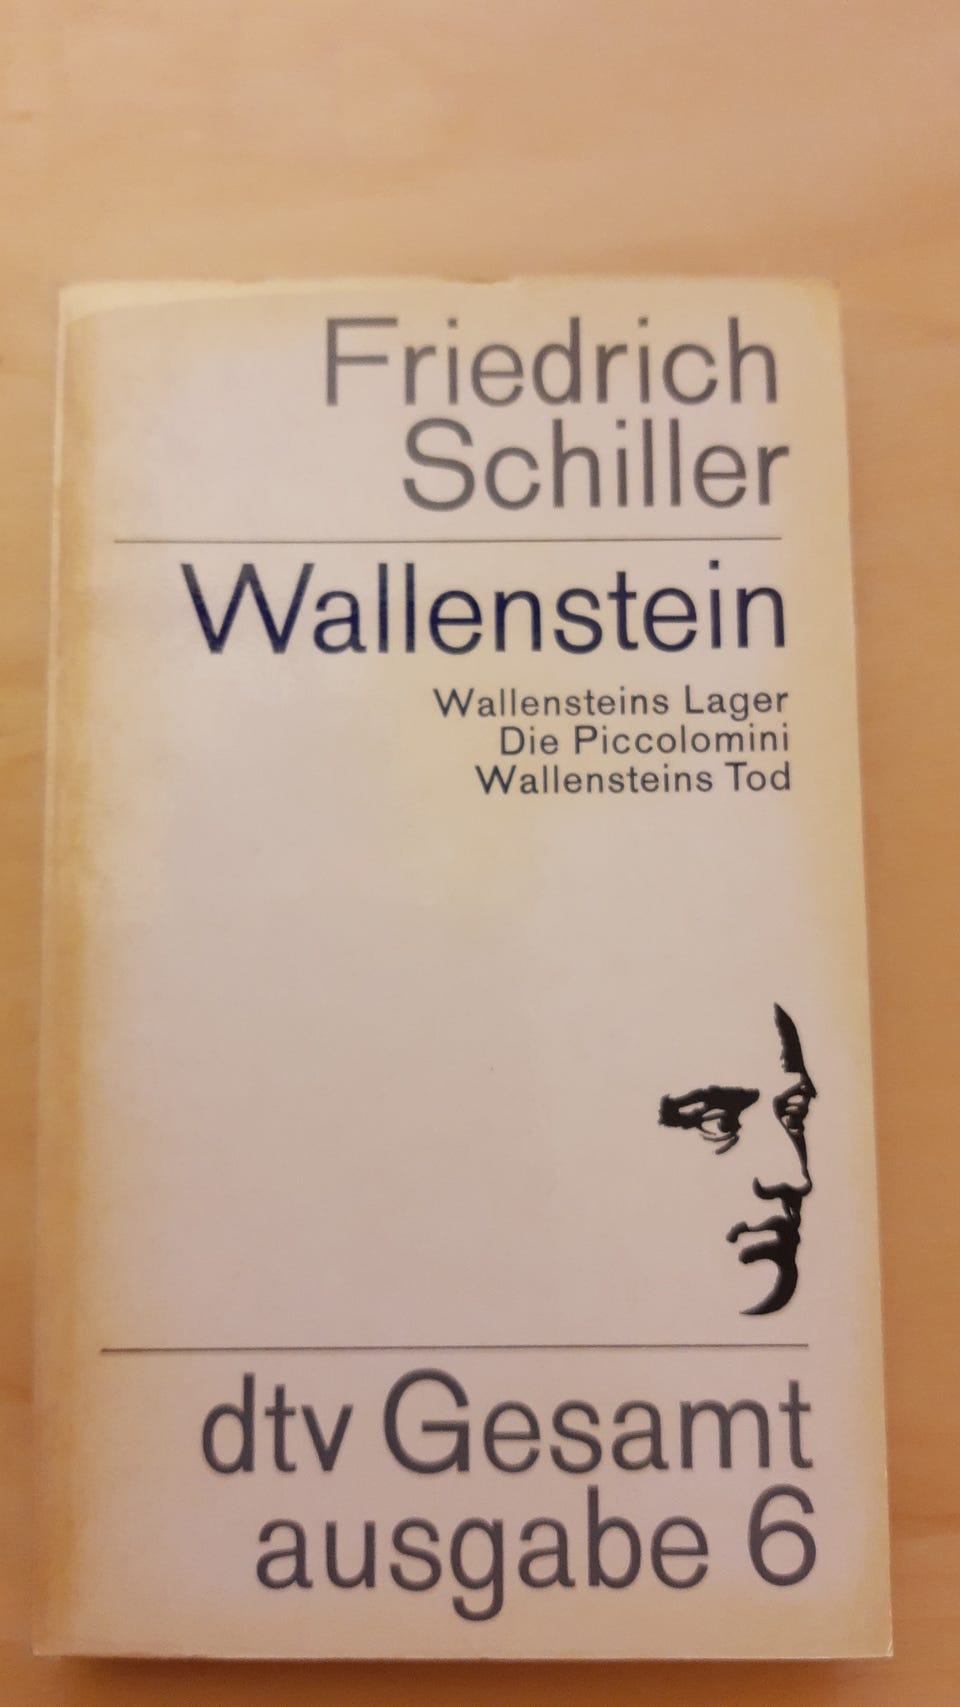 Friedrich
Schiller
Wallenstein
Wallensteins Lager
Die Piccolomini
Wallensteins Tod
dtv Gesamt
ausgabe 6